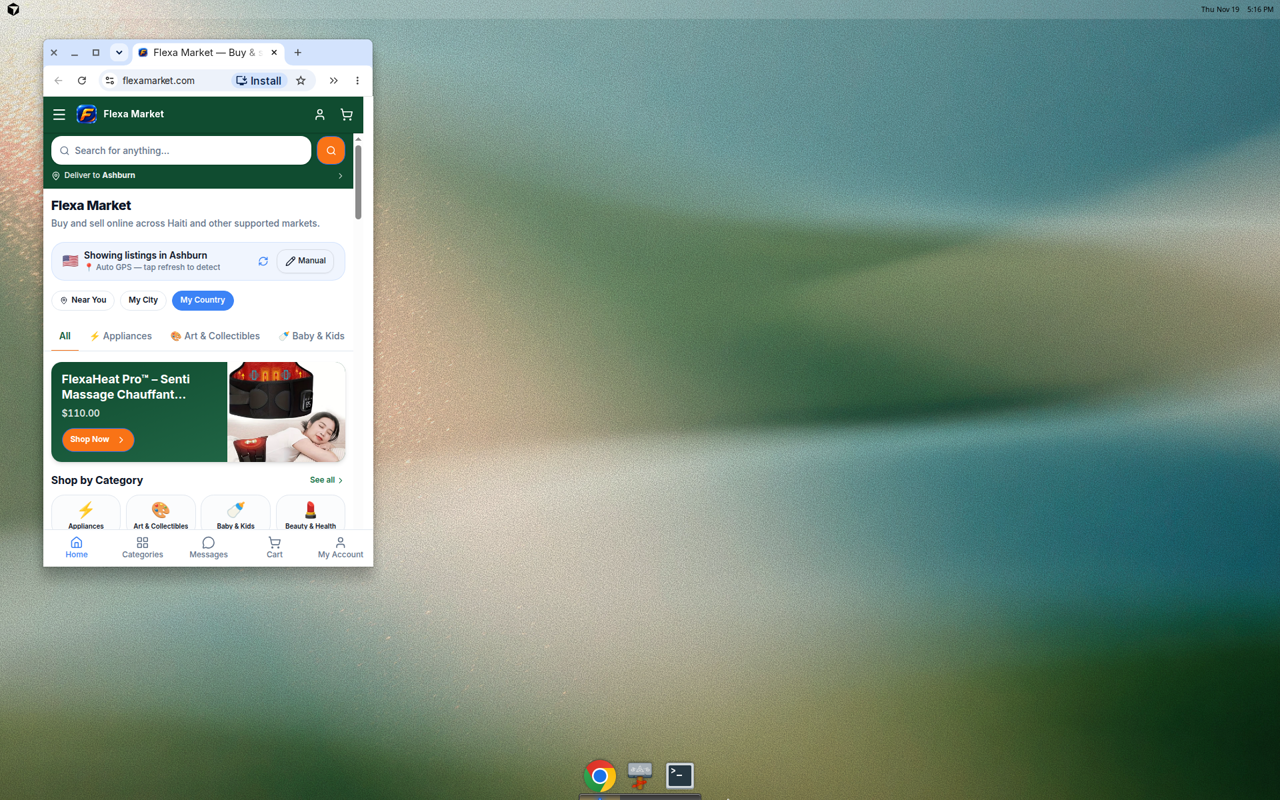 Thu Nov 19 5:16 PM
Flexa Market — Buy & s
flexamarket.com
Install
Flexa Market
Search for anything...
Deliver to Ashburn
Flexa Market
Buy and sell online across Haiti and other supported markets.
Showing listings in Ashburn
Auto GPS — tap refresh to detect
Manual
Near You
My City
My Country
All
Appliances
Art & Collectibles
Baby & Kids
FlexaHeat Pro™ – Senti
Massage Chauffant...
$110.00
Shop Now
Shop by Category
See all
Appliances
Art & Collectibles
Baby & Kids
Beauty & Health
Home
Categories
Messages
Cart
My Account